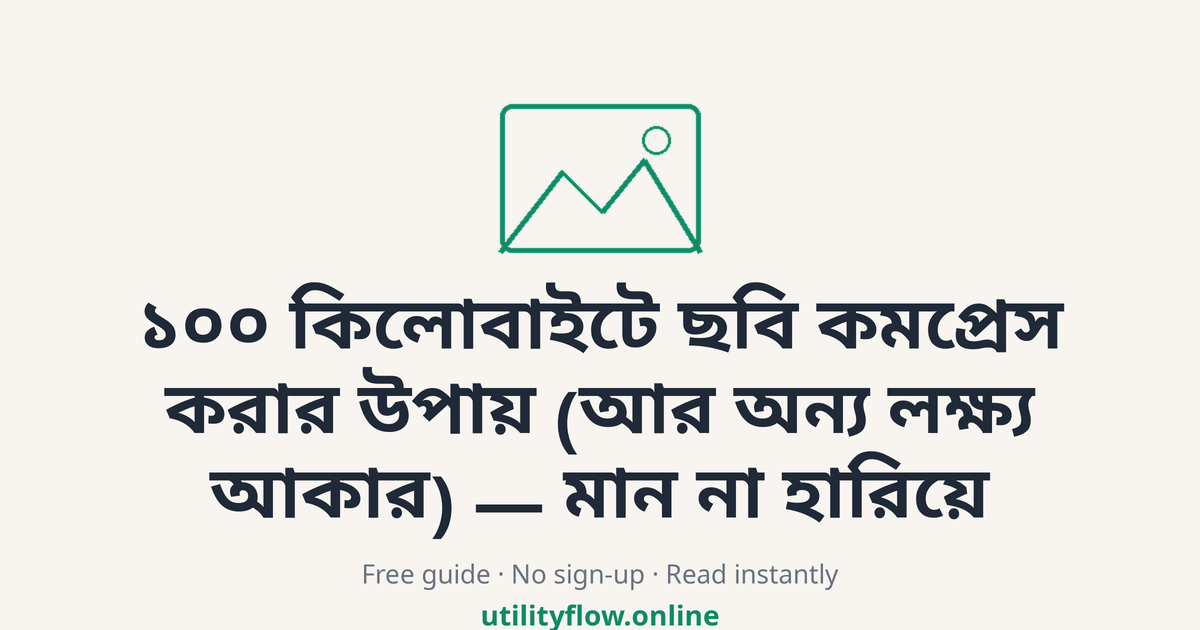 ১০০ কিলোবাইটে ছবি কমপ্রেস
করার উপায় (আর অন্য লক্ষ্য
আকার) — মান না হারিয়ে
Free guide · No sign-up · Read instantly
utilityflow.online